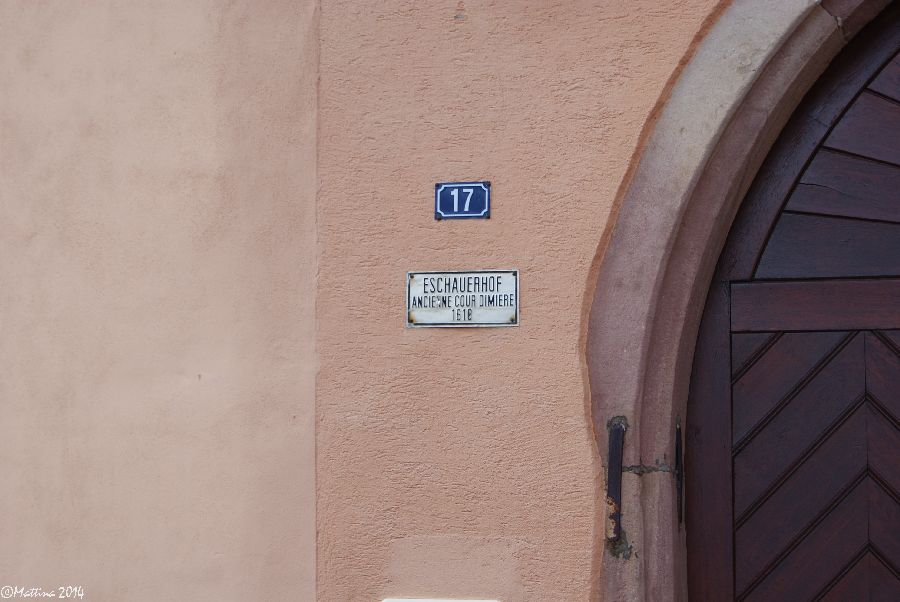 17
ESCHAUERHOF
ANCIENNE COUR DIMIERE
1618
©Mattina 2014